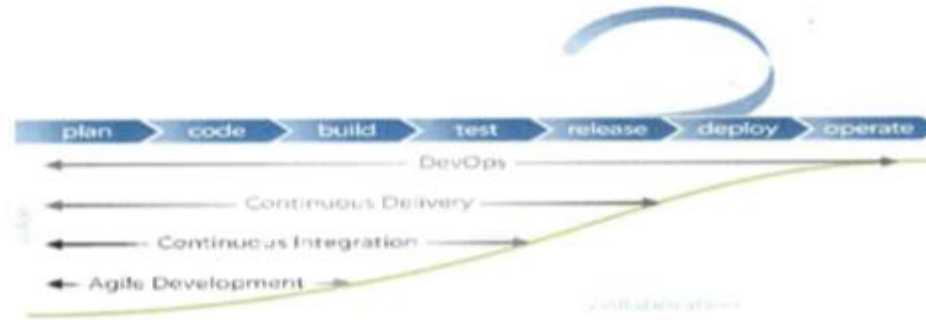 plan code build test release deploy operate
DevOps
Continuous Delivery
Continuous Integration
Agile Development